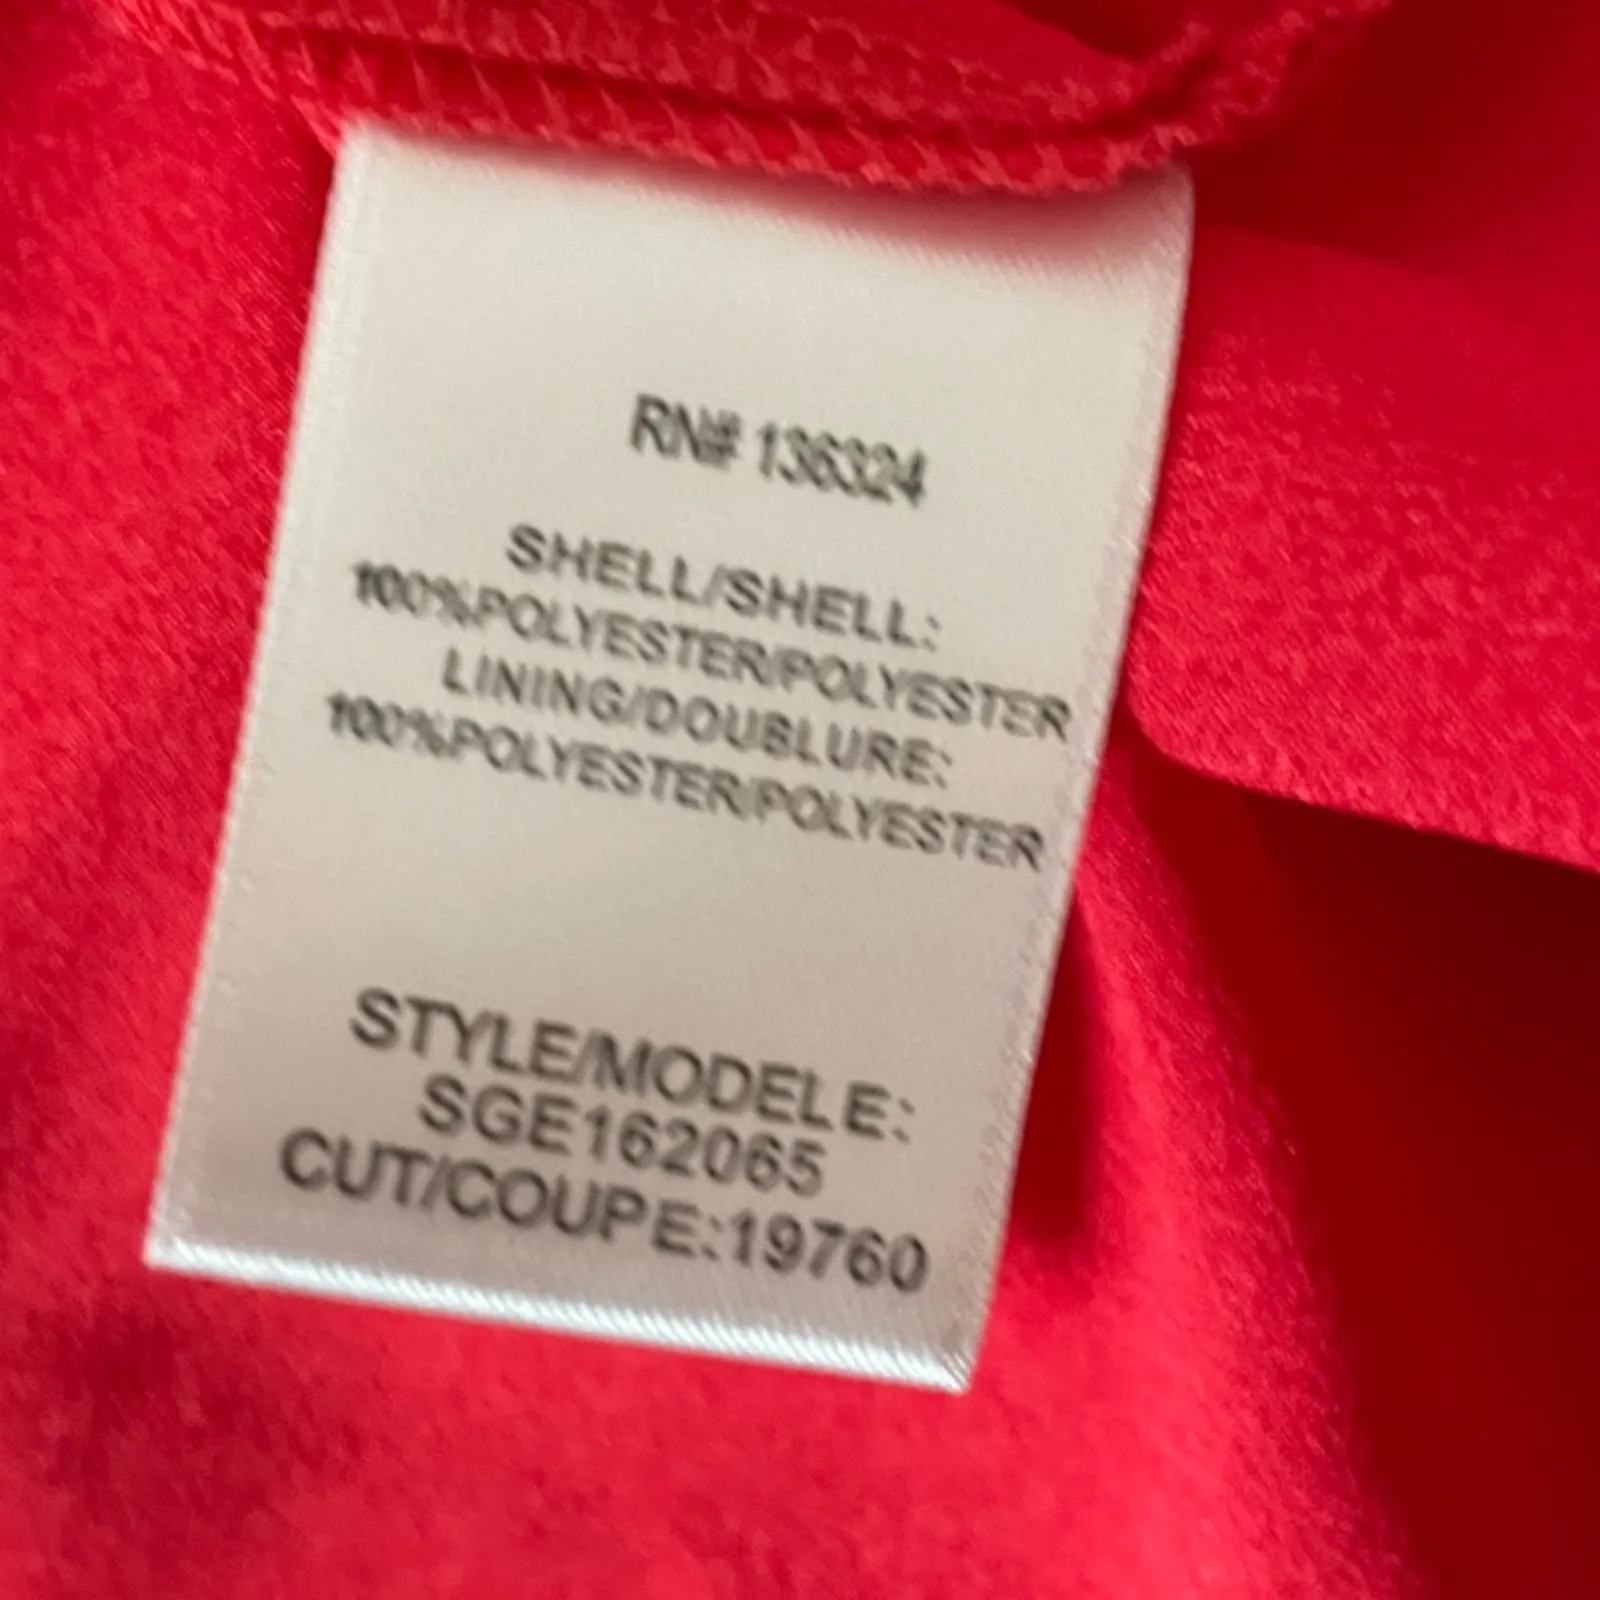 RN# 136324
SHELL/SHELL:
100%POLYESTER/POLYESTER
LINING/DOUBLURE:
100%POLYESTER/POLYESTER
STYLE/MODELE:
SGE162065
CUT/COUPE:19760